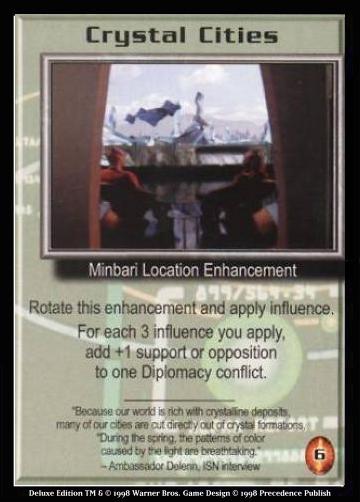 Crystal Cities
Minbari Location Enhancement
Rotate this enhancement and apply influence.
For each 3 influence you apply,
add +1 support or opposition
to one Diplomacy conflict.
"Because our world is rich with crystalline deposits,
many of our cities are cut directly out of crystal formations.
"During the spring, the patterns of color
caused by the light are breathtaking."
– Ambassador Delenn, ISN interview
6
Deluxe Edition TM & © 1998 Warner Bros. Game Design © 1998 Precedence Publish